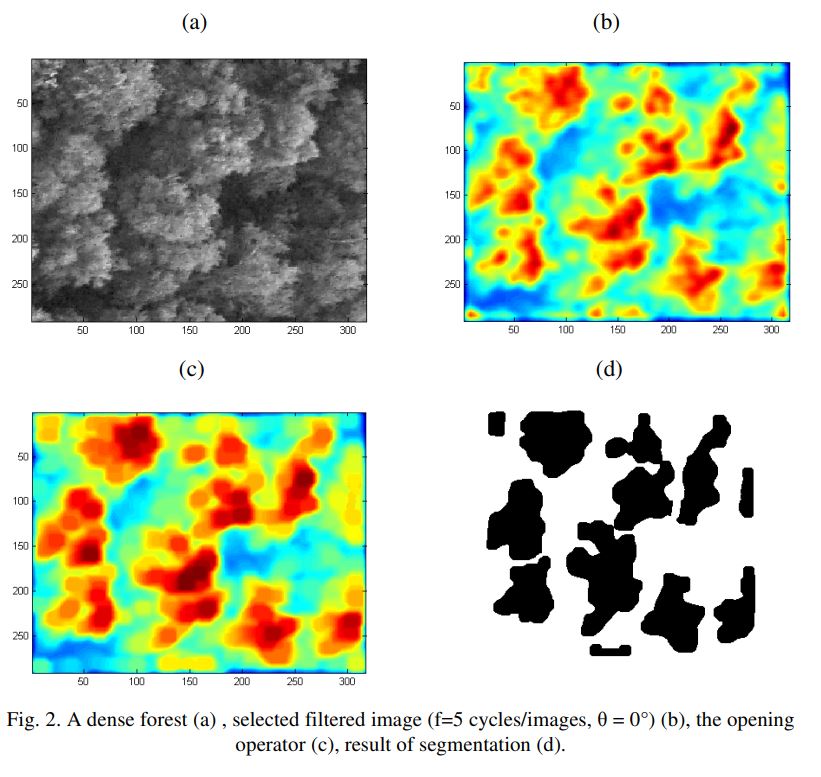 (a)
(b)
50
100
150
200
250
50 100 150 200 250 300
50
100
150
200
250
50 100 150 200 250 300
(c)
(d)
50
100
150
200
250
50 100 150 200 250 300
Fig. 2. A dense forest (a) , selected filtered image (f=5 cycles/images, θ = 0°) (b), the opening
operator (c), result of segmentation (d).